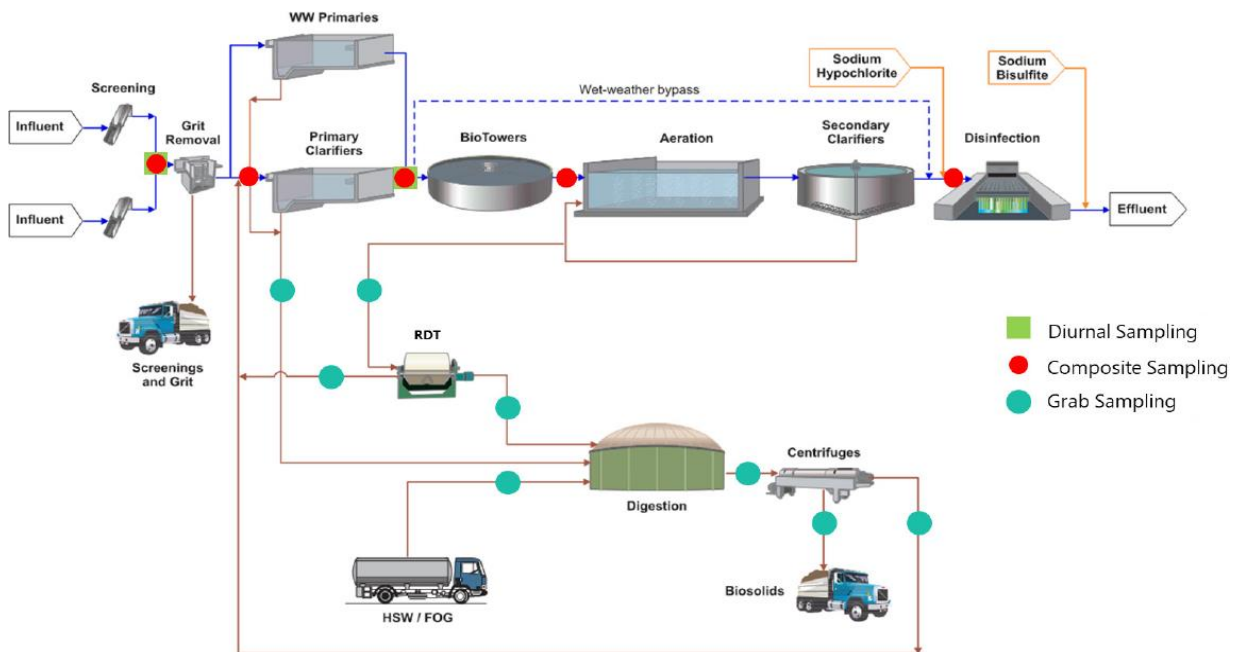 WW Primaries
Screening
Influent
Grit
Removal
Primary
Clarifiers
BioTowers
Wet-weather bypass
Aeration
Sodium
Hypochlorite
Secondary
Clarifiers
Sodium
Bisulfite
Disinfection
Influent
Effluent
Screenings
and Grit
RDT
Diurnal Sampling
Composite Sampling
Grab Sampling
Digestion
Centrifuges
HSW / FOG
Biosolids